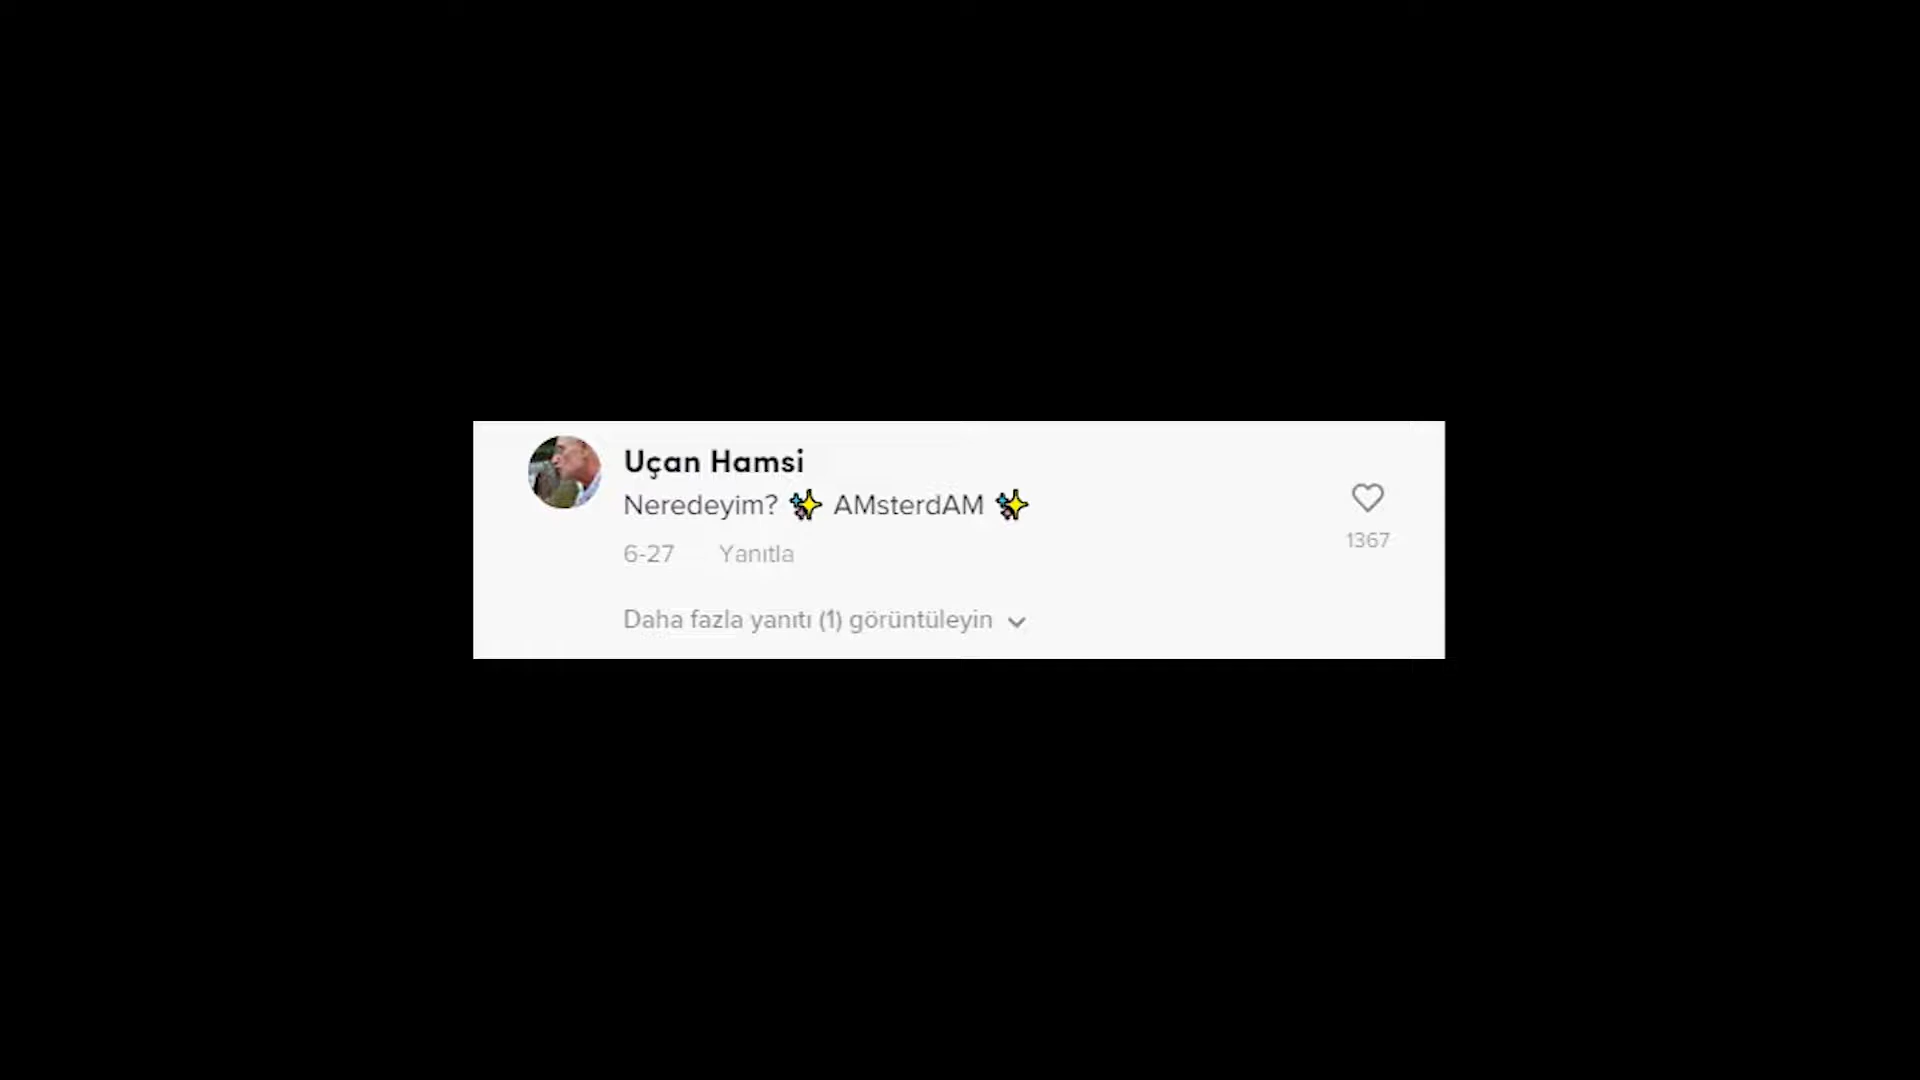 Uçan Hamsi
Neredeyim? ✨ AMsterdAM ✨
1367
6-27 Yanıtla
Daha fazla yanıtı (1) görüntüleyin